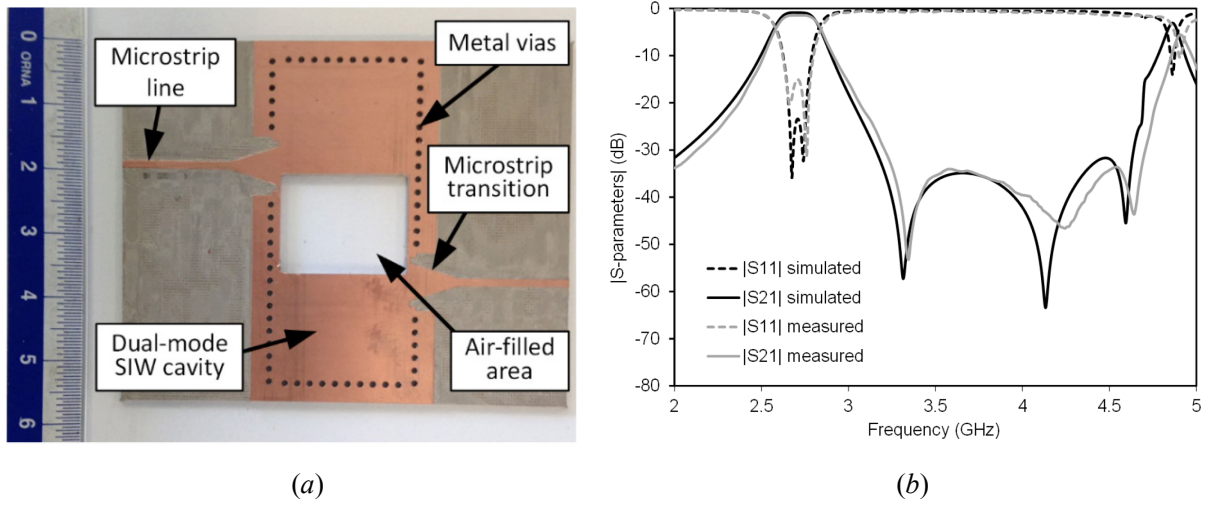 0
ORNA
1
2
3
4
5
6
Microstrip
line
Metal vias
Microstrip
transition
Dual-mode
SIW cavity
Air-filled
area
(a)
0
-10
-20
-30
-40
-50
-60
-70
-80
|S-parameters| (dB)
|S11| simulated
|S21| simulated
|S11| measured
|S21| measured
2
2.5
3
3.5
4
4.5
5
Frequency (GHz)
(b)